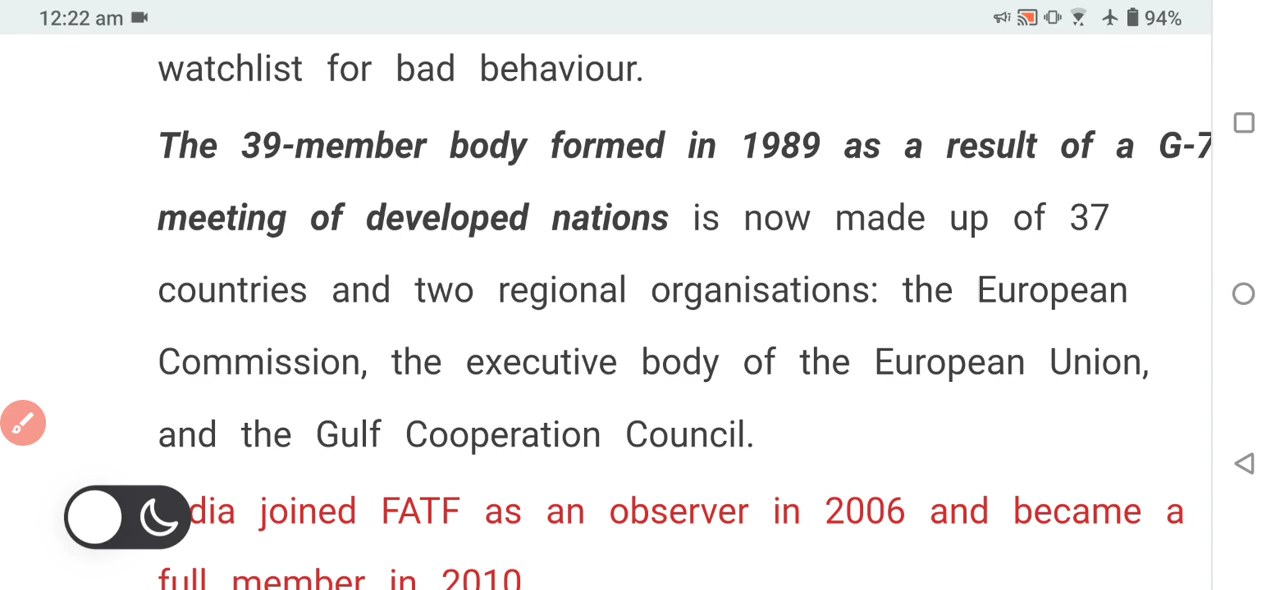 12:22 am
94%
watchlist for bad behaviour.
The 39-member body formed in 1989 as a result of a G-7
meeting of developed nations is now made up of 37
countries and two regional organisations: the European
Commission, the executive body of the European Union,
and the Gulf Cooperation Council.
dia joined FATF as an observer in 2006 and became a
full member in 2010